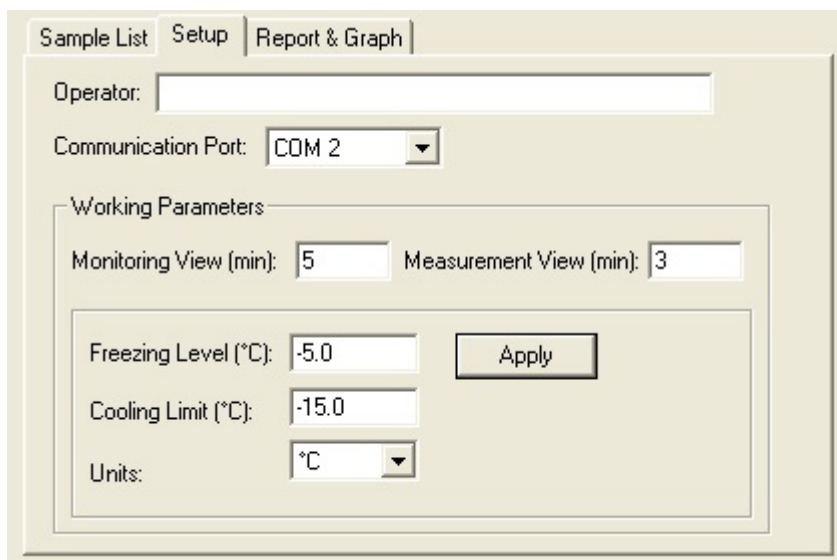 Sample List Setup Report & Graph
Operator:
Communication Port: COM 2
Working Parameters
Monitoring View (min): 5 Measurement View (min): 3
Freezing Level (°C): -5.0 Apply
Cooling Limit (°C): -15.0
Units: °C